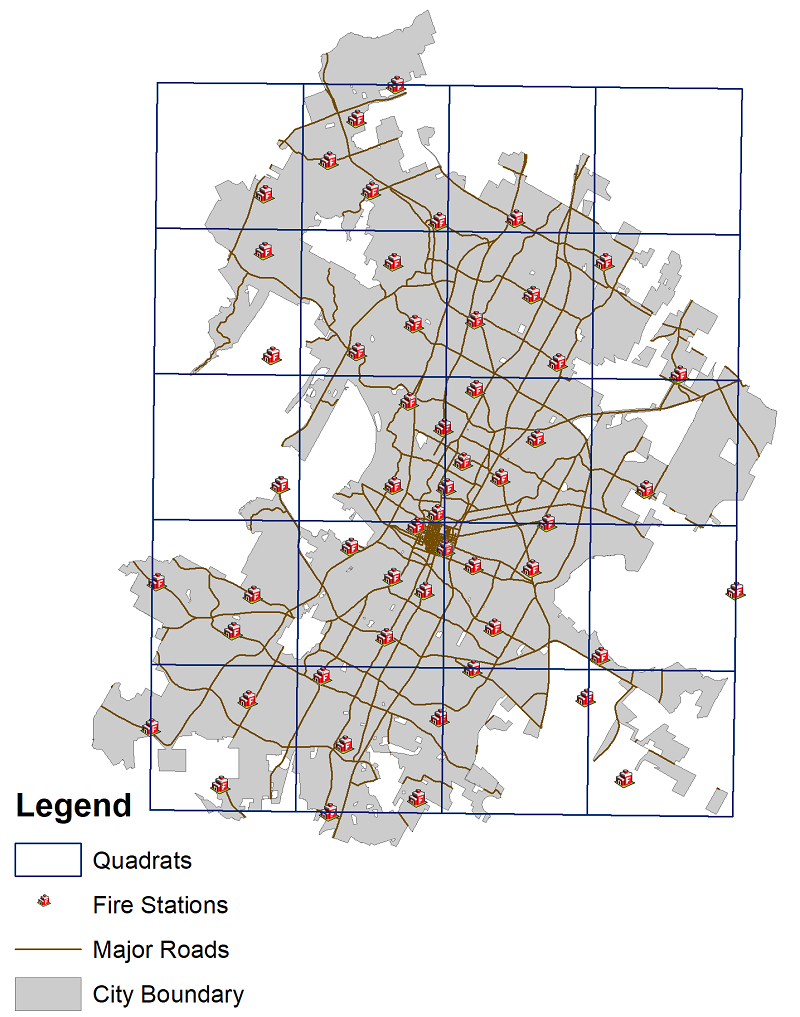 Legend
Quadrats
Fire Stations
Major Roads
City Boundary